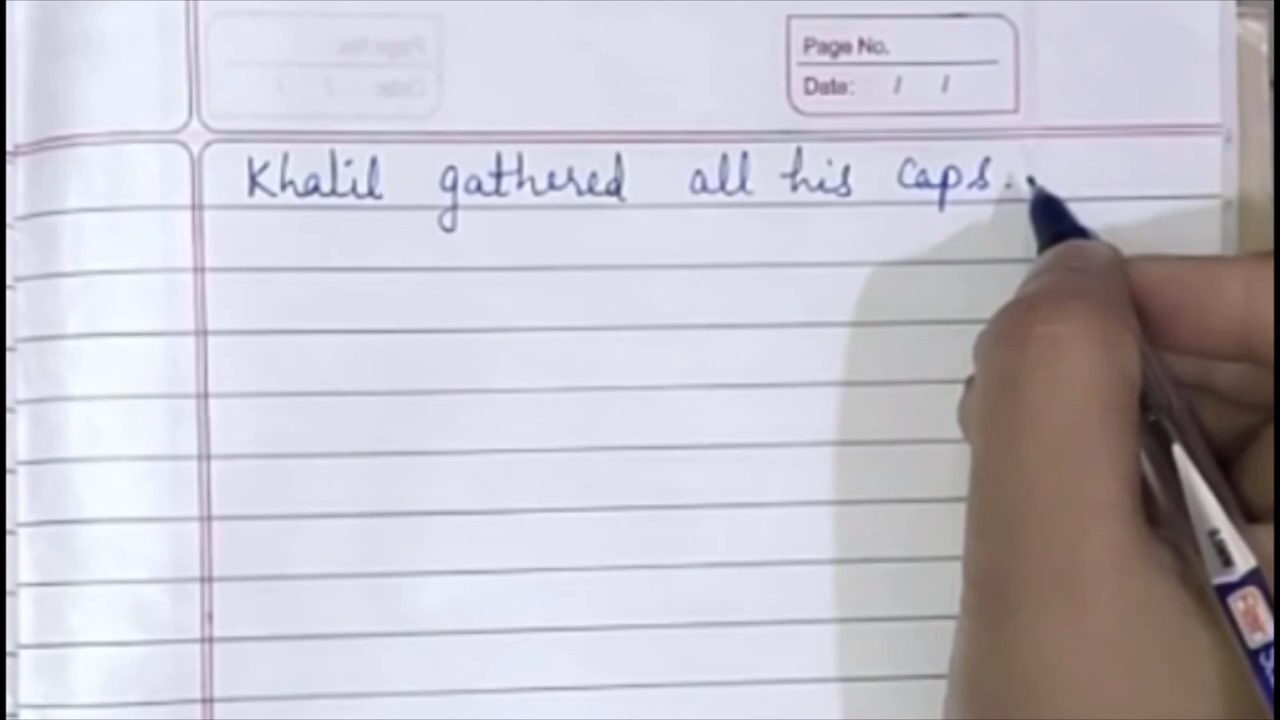 Page No.
Date: / /
Khalil gathered all his caps.